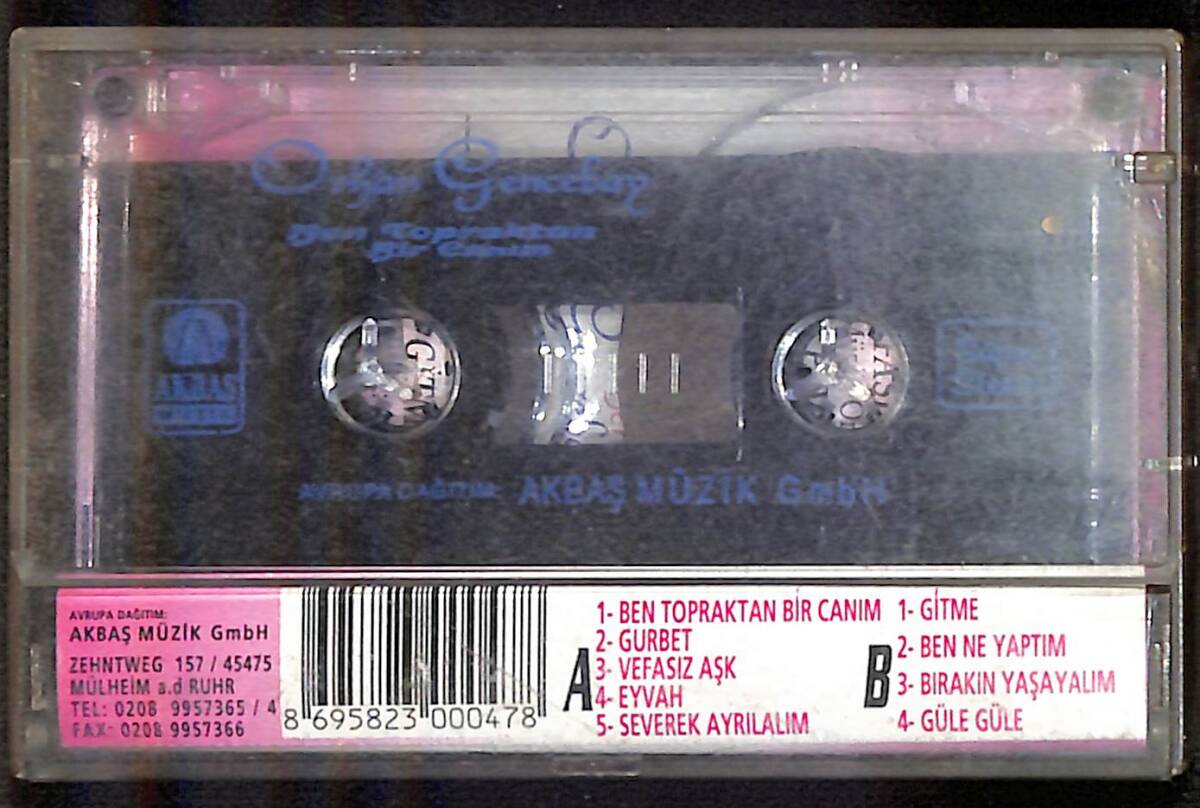 Orhan Gencebay
Ben Topraktan
Bir Canım
AKBAŞ
AVRUPA DAĞITIM: AKBAŞ MÜZİK GmbH
AVRUPA DAĞITIM:
AKBAŞ MÜZİK GmbH
ZEHNTWEG 157 / 45475
MÜLHEİM a.d RUHR
TEL: 0208 9957365 / 4
FAX: 0208 9957366
8 695823 000478
A
1- BEN TOPRAKTAN BİR CANIM
2- GURBET
3- VEFASIZ AŞK
4- EYVAH
5- SEVEREK AYRILALIM
B
1- GİTME
2- BEN NE YAPTIM
3- BIRAKIN YAŞAYALIM
4- GÜLE GÜLE